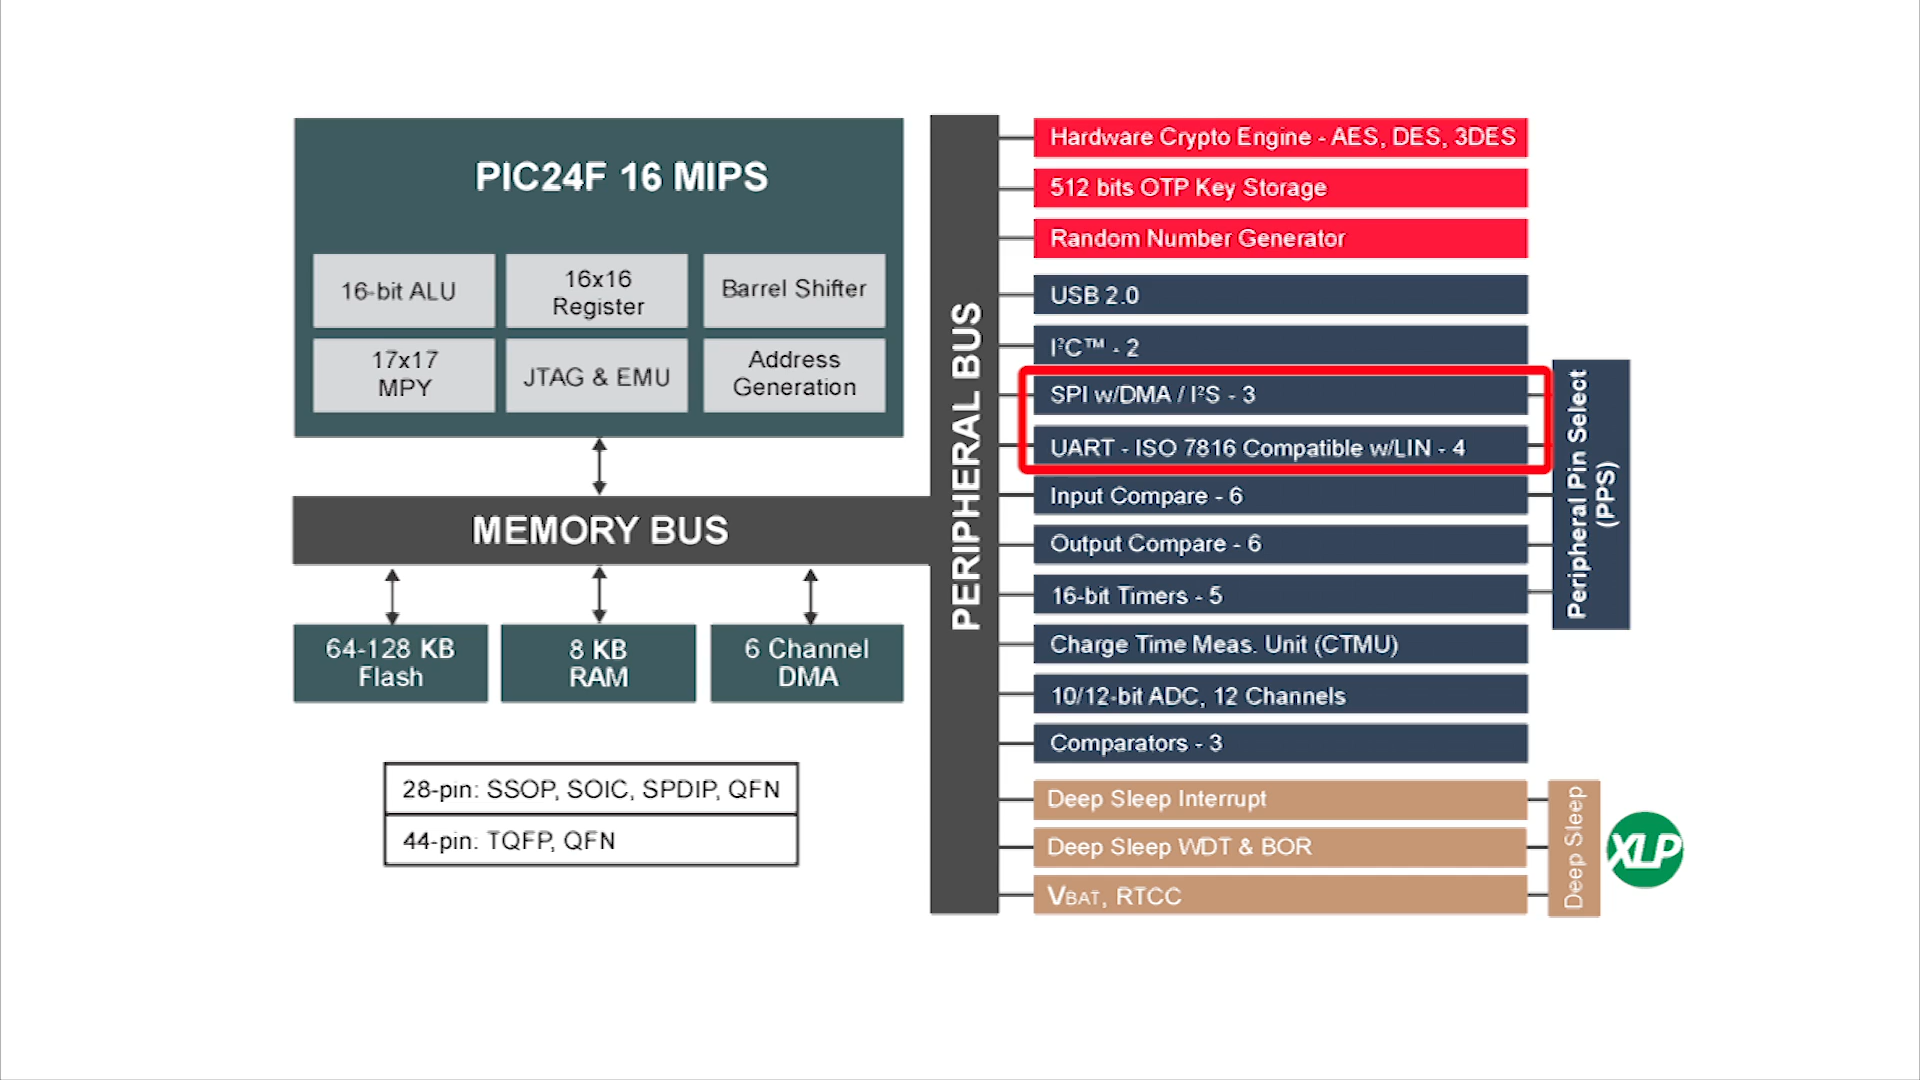 PIC24F 16 MIPS
16-bit ALU
16x16
Register
Barrel Shifter
17x17
MPY
JTAG & EMU
Address
Generation
MEMORY BUS
64-128 KB
Flash
8 KB
RAM
6 Channel
DMA
28-pin: SSOP, SOIC, SPDIP, QFN
44-pin: TQFP, QFN
PERIPHERAL BUS
Hardware Crypto Engine - AES, DES, 3DES
512 bits OTP Key Storage
Random Number Generator
USB 2.0
I²C™ - 2
SPI w/DMA / I²S - 3
UART - ISO 7816 Compatible w/LIN - 4
Input Compare - 6
Output Compare - 6
16-bit Timers - 5
Charge Time Meas. Unit (CTMU)
10/12-bit ADC, 12 Channels
Comparators - 3
Deep Sleep Interrupt
Deep Sleep WDT & BOR
VBAT, RTCC
Peripheral Pin Select
(PPS)
Deep Sleep
XLP